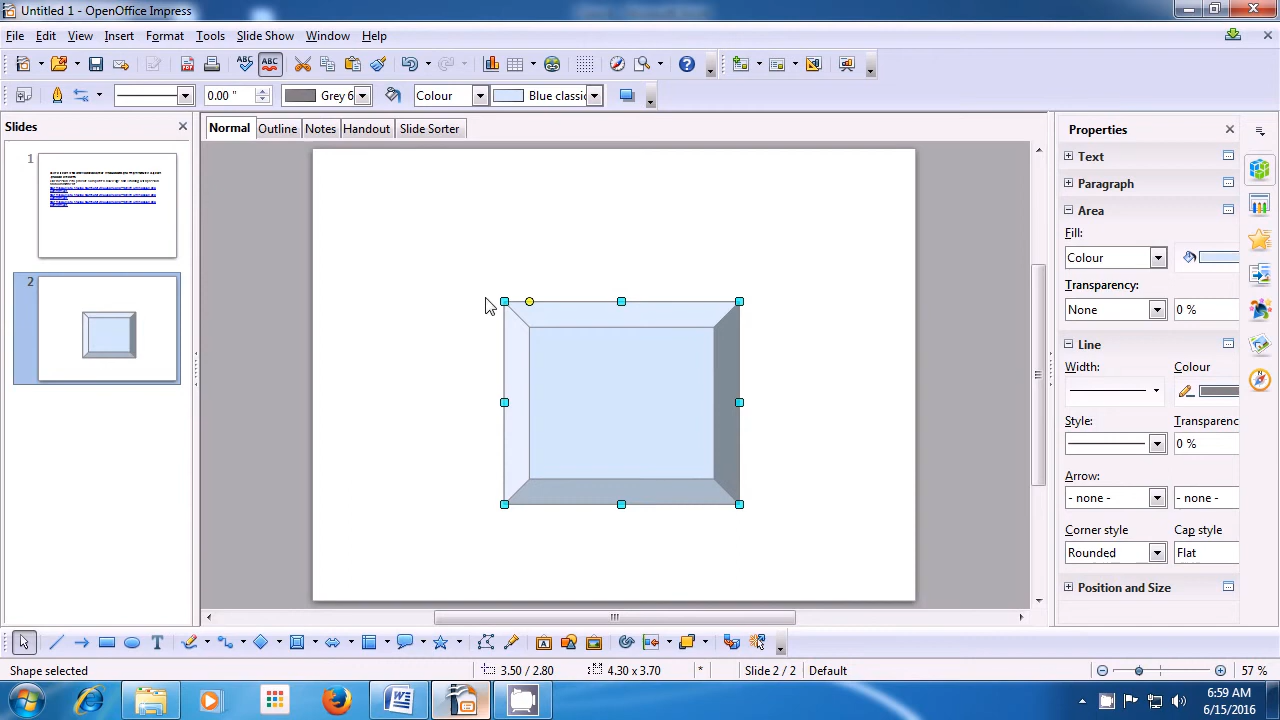 Untitled 1 - OpenOffice Impress
File Edit View Insert Format Tools Slide Show Window Help
0.00 " Grey 6 Colour Blue classic
Slides
Normal Outline Notes Handout Slide Sorter
Properties
1
2
Text
Paragraph
Area
Fill:
Colour
Transparency:
None 0 %
Line
Width: Colour
Style: Transparenc
0 %
Arrow:
- none - - none -
Corner style Cap style
Rounded Flat
Position and Size
Shape selected 3.50 / 2.80 4.30 x 3.70 * Slide 2 / 2 Default 57 %
6:59 AM
6/15/2016